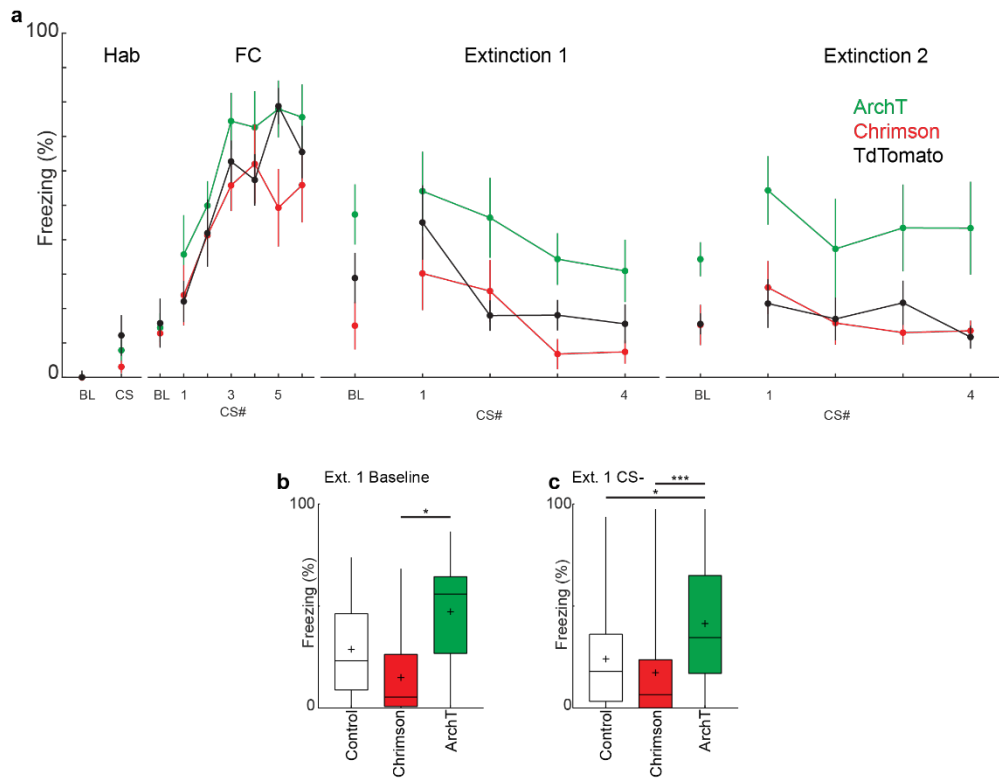 a
100
Hab
FC
Extinction 1
Extinction 2
ArchT
Chrimson
TdTomato
Freezing (%)
0
BL CS BL 1 3 5 BL 1 4 BL 1 4
CS# CS# CS#
b Ext. 1 Baseline
100
*
Freezing (%)
0
Control
Chrimson
ArchT
c Ext. 1 CS-
***
*
100
Freezing (%)
0
Control
Chrimson
ArchT